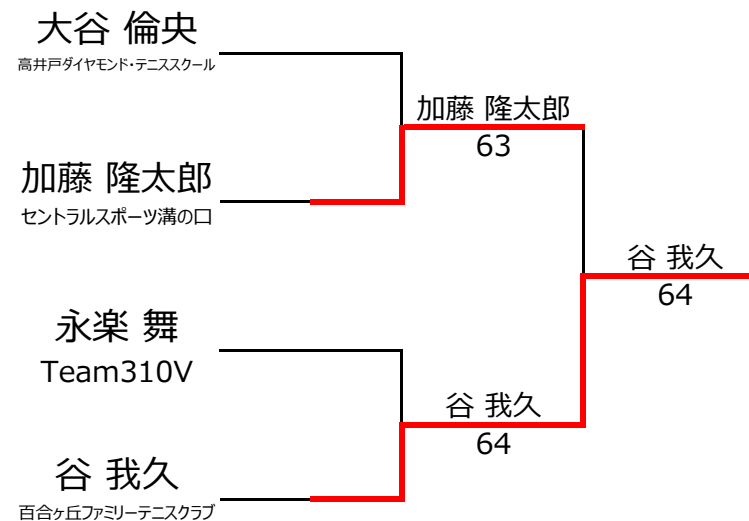 大谷 倫央
高井戸ダイヤモンド・テニススクール
加藤 隆太郎
63
加藤 隆太郎
セントラルスポーツ溝の口
谷 我久
64
永楽 舞
Team310V
谷 我久
64
谷 我久
百合ヶ丘ファミリーテニスクラブ